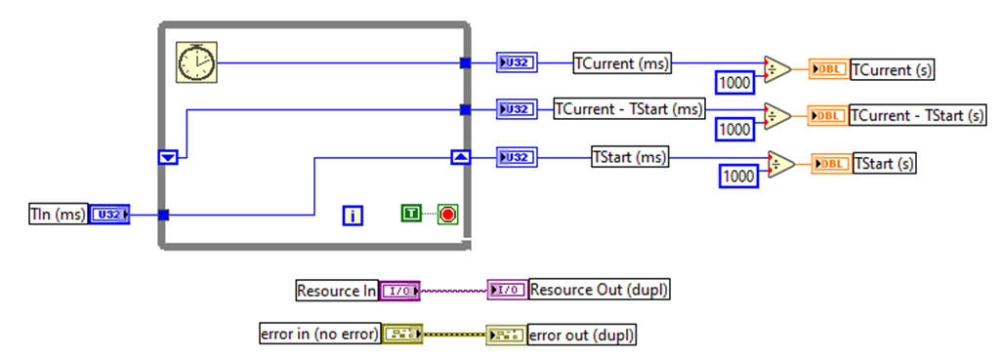 U32 TCurrent (ms) 1000 DBL TCurrent (s)
U32 TCurrent - TStart (ms) 1000 DBL TCurrent - TStart (s)
U32 TStart (ms) 1000 DBL TStart (s)
TIn (ms) U32 i T
Resource In I/O I/O Resource Out (dupl)
error in (no error) error out (dupl)